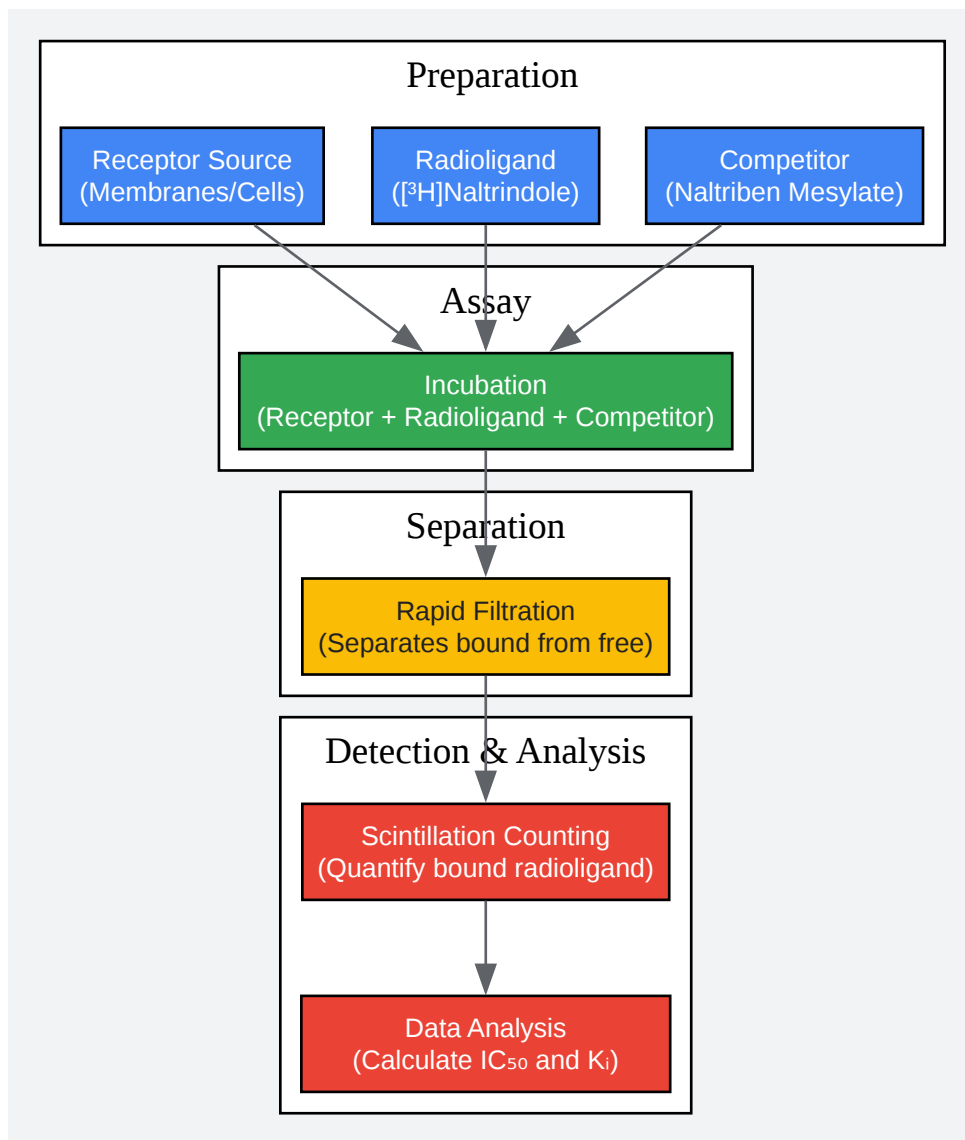 Preparation
Receptor Source
(Membranes/Cells)
Radioligand
([³H]Naltrindole)
Competitor
(Naltriben Mesylate)
Assay
Incubation
(Receptor + Radioligand + Competitor)
Separation
Rapid Filtration
(Separates bound from free)
Detection & Analysis
Scintillation Counting
(Quantify bound radioligand)
Data Analysis
(Calculate IC₅₀ and Kᵢ)